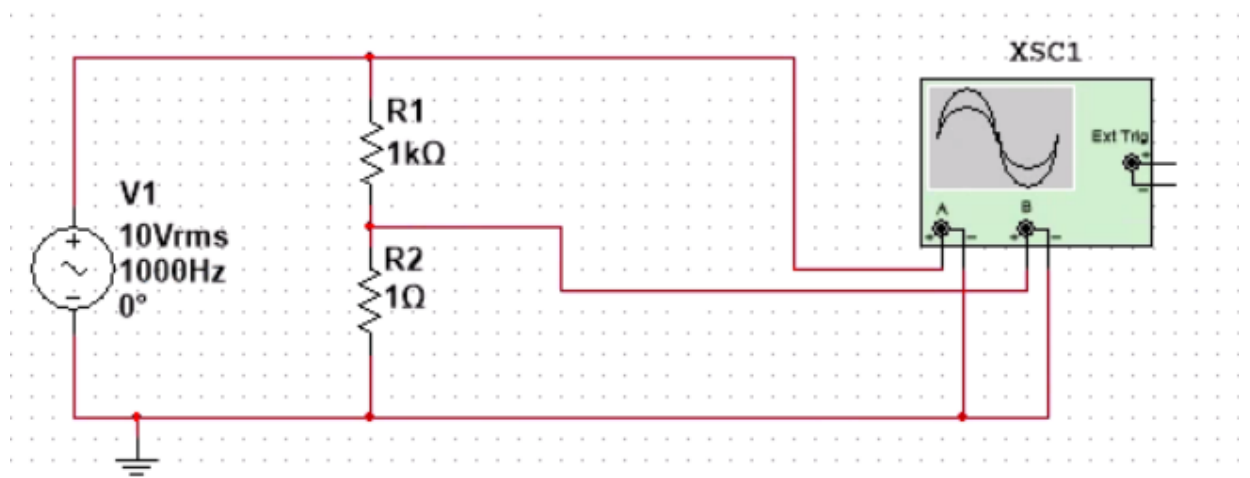 XSC1
R1
1kΩ
Ext Trig
V1
10Vrms
1000Hz
0°
A
B
R2
1Ω